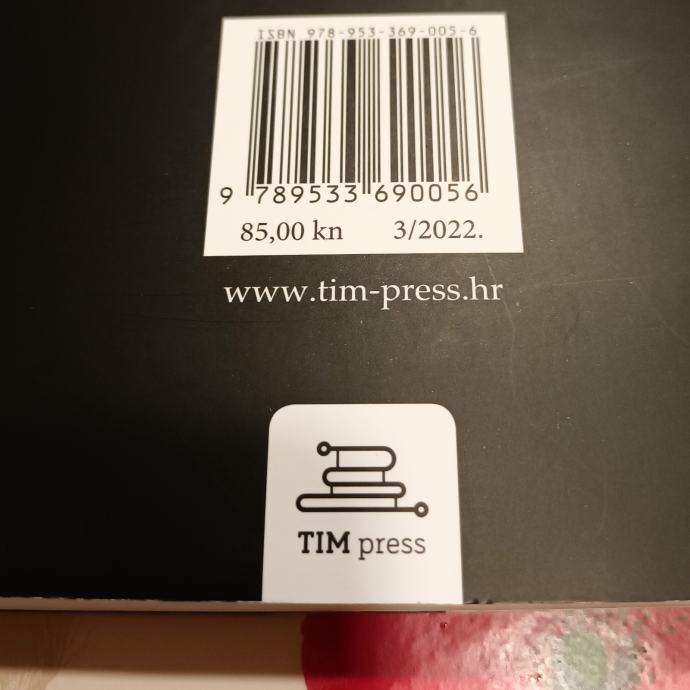 ISBN 978-953-369-005-6
9 789533 690056
85,00 kn 3/2022.
www.tim-press.hr
TIM press